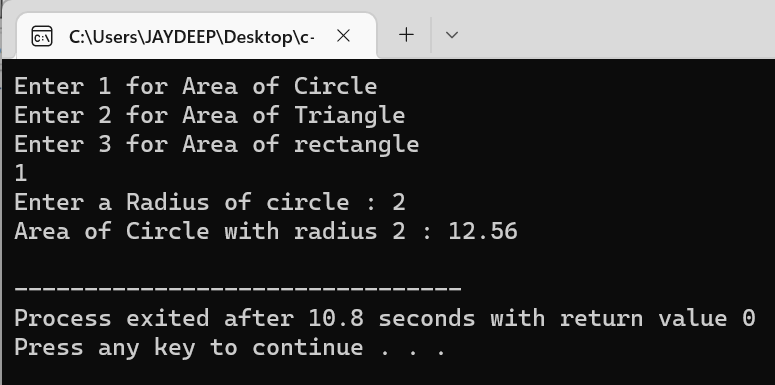 C:\Users\JAYDEEP\Desktop\c-
Enter 1 for Area of Circle
Enter 2 for Area of Triangle
Enter 3 for Area of rectangle
1
Enter a Radius of circle : 2
Area of Circle with radius 2 : 12.56
--------------------------------
Process exited after 10.8 seconds with return value 0
Press any key to continue . . .